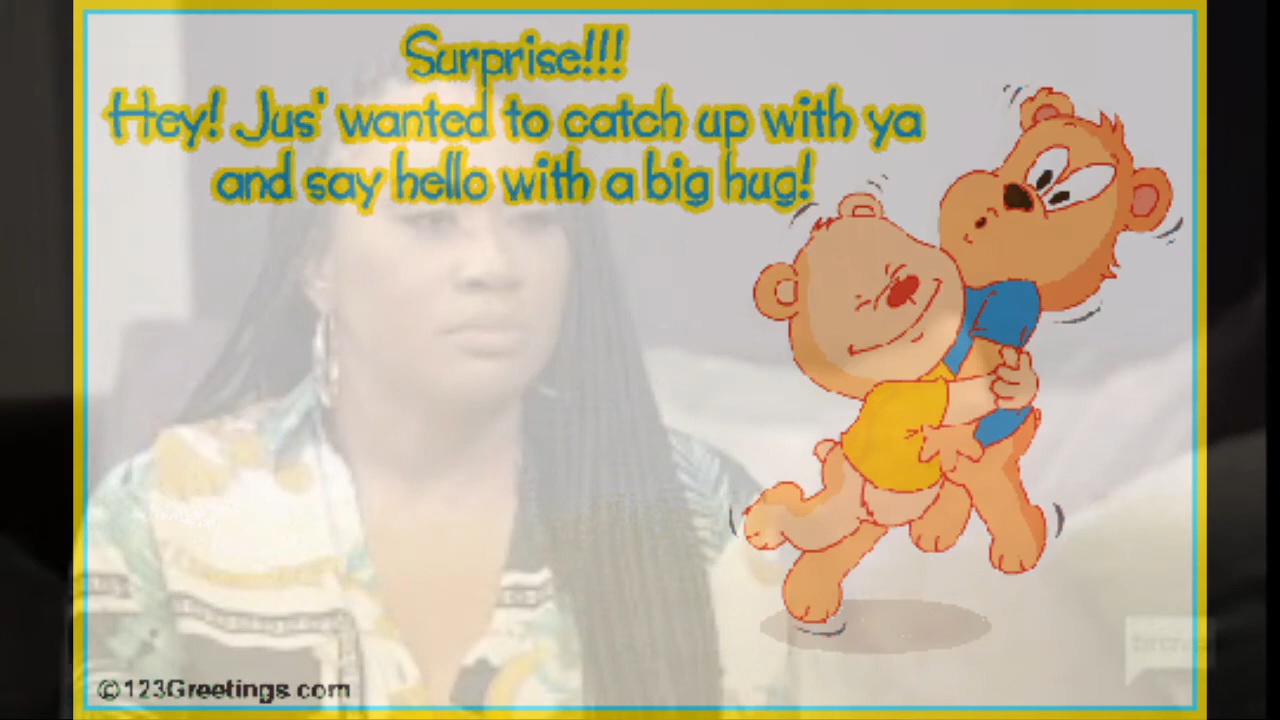 Surprise!!!
Hey! Jus' wanted to catch up with ya
and say hello with a big hug!
©123Greetings.com